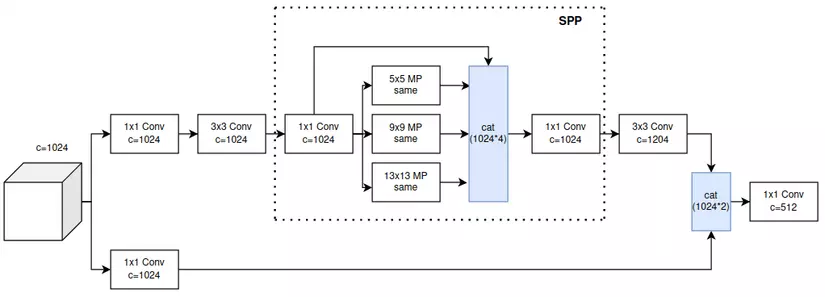 SPP
c=1024
1x1 Conv
c=1024
3x3 Conv
c=1024
1x1 Conv
c=1024
5x5 MP
same
9x9 MP
same
13x13 MP
same
cat
(1024*4)
1x1 Conv
c=1024
3x3 Conv
c=1204
cat
(1024*2)
1x1 Conv
c=512
1x1 Conv
c=1024